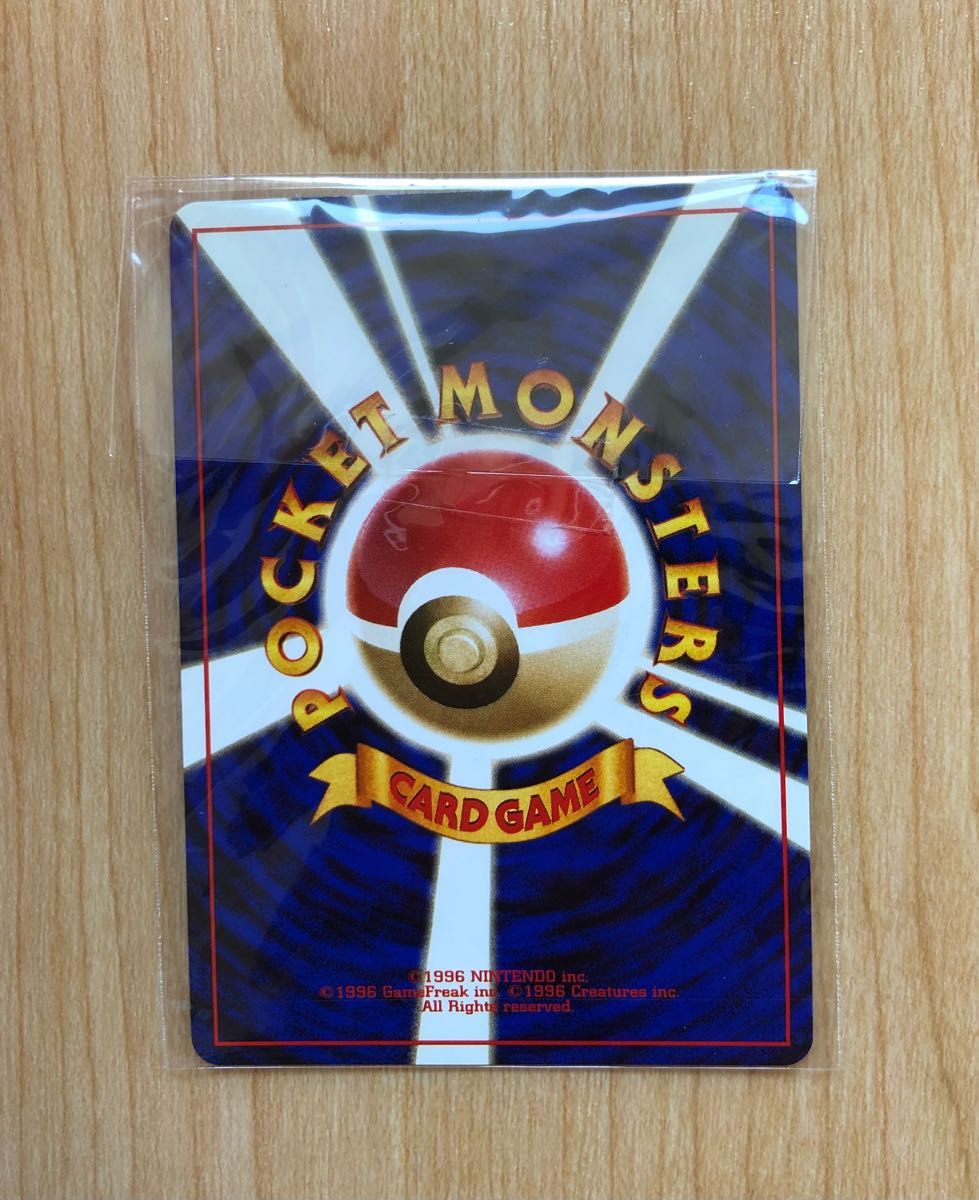 POCKET MONSTERS
CARD GAME
©1996 NINTENDO inc.
©1996 GameFreak inc. ©1996 Creatures inc.
All Rights reserved.